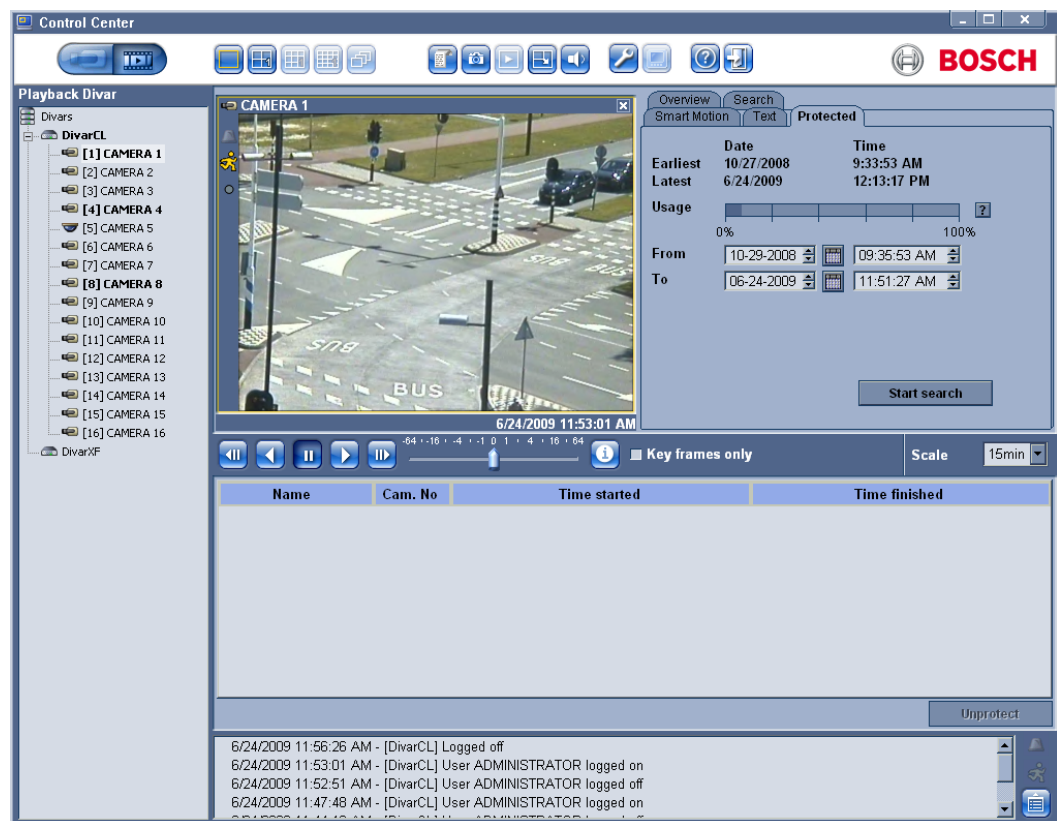 Control Center
BOSCH
Playback Divar
Divars
DivarCL
[1] CAMERA 1
[2] CAMERA 2
[3] CAMERA 3
[4] CAMERA 4
[5] CAMERA 5
[6] CAMERA 6
[7] CAMERA 7
[8] CAMERA 8
[9] CAMERA 9
[10] CAMERA 10
[11] CAMERA 11
[12] CAMERA 12
[13] CAMERA 13
[14] CAMERA 14
[15] CAMERA 15
[16] CAMERA 16
DivarXF
CAMERA 1
BUS
BUS
BUS
BUS
6/24/2009 11:53:01 AM
Overview Search
Smart Motion Text Protected
Date Time
Earliest 10/27/2008 9:33:53 AM
Latest 6/24/2009 12:13:17 PM
Usage ?
0% 100%
From 10-29-2008 09:35:53 AM
To 06-24-2009 11:51:27 AM
Start search
-64 -16 -4 -1 0 1 4 16 64
Key frames only
Scale 15min
Name Cam. No Time started Time finished
Unprotect
6/24/2009 11:56:26 AM - [DivarCL] Logged off
6/24/2009 11:53:01 AM - [DivarCL] User ADMINISTRATOR logged on
6/24/2009 11:52:51 AM - [DivarCL] User ADMINISTRATOR logged off
6/24/2009 11:47:48 AM - [DivarCL] User ADMINISTRATOR logged on